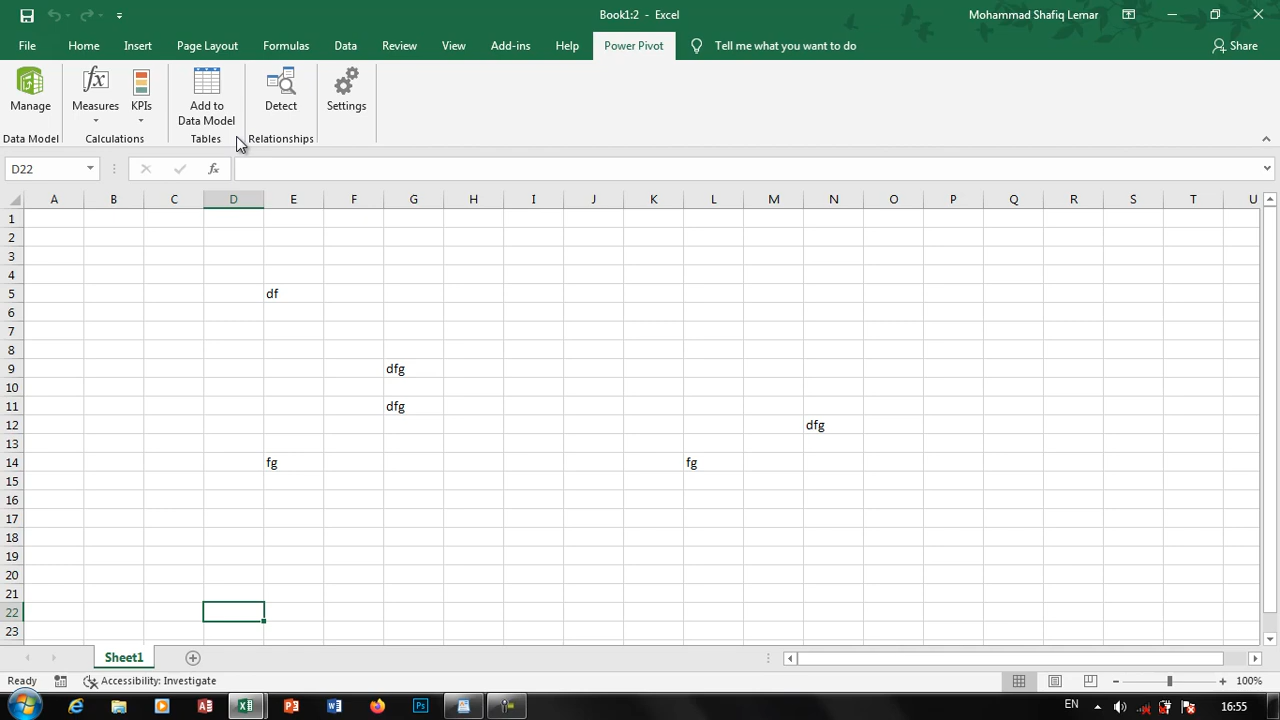 Book1:2 - Excel
Mohammad Shafiq Lemar
File Home Insert Page Layout Formulas Data Review View Add-ins Help Power Pivot Tell me what you want to do Share
Manage Measures KPIs Add to Data Model Detect Settings
Data Model Calculations Tables Relationships
D22 fx
A B C D E F G H I J K L M N O P Q R S T U
1
2
3
4
5 df
6
7
8
9 dfg
10
11 dfg
12 dfg
13
14 fg fg
15
16
17
18
19
20
21
22
23
Sheet1
Ready Accessibility: Investigate 100%
EN 16:55